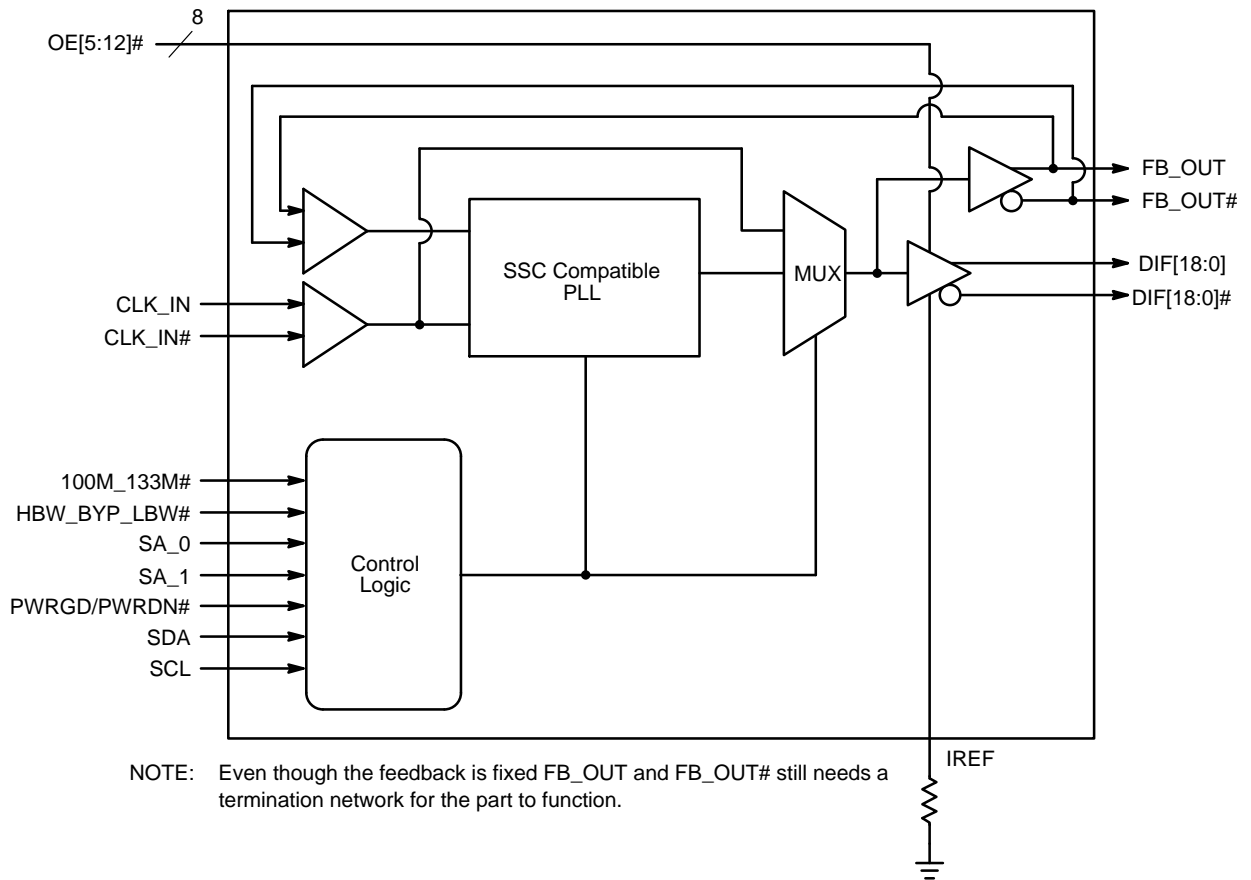 8
OE[5:12]#
FB_OUT
FB_OUT#
SSC Compatible
PLL
MUX
DIF[18:0]
DIF[18:0]#
CLK_IN
CLK_IN#
100M_133M#
HBW_BYP_LBW#
SA_0
SA_1
PWRGD/PWRDN#
SDA
SCL
Control
Logic
IREF
NOTE: Even though the feedback is fixed FB_OUT and FB_OUT# still needs a
termination network for the part to function.